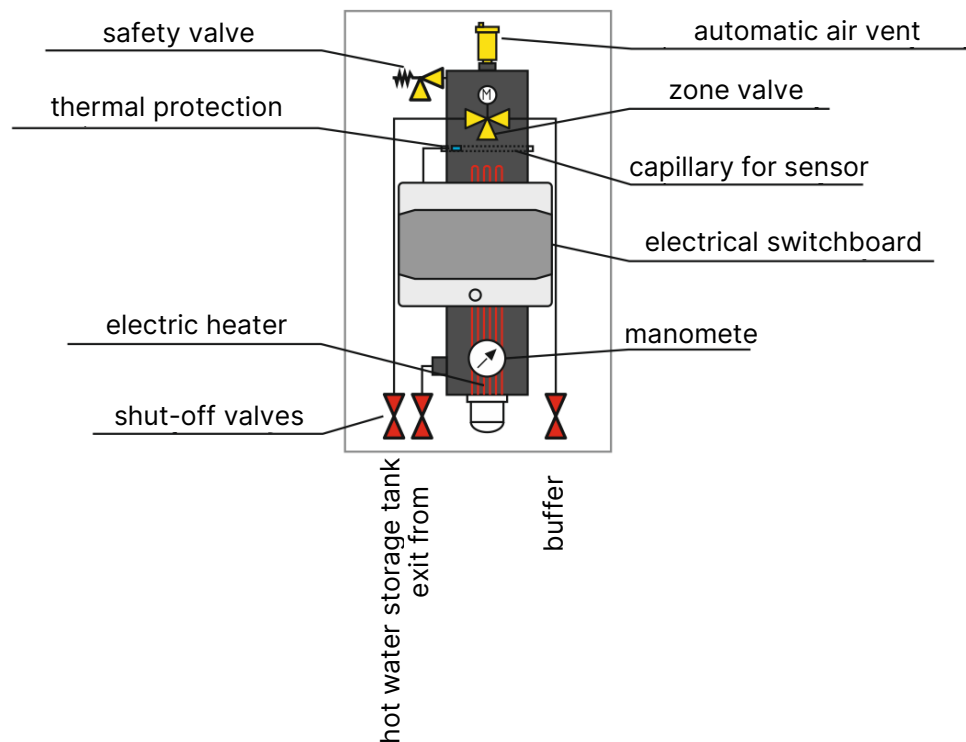 safety valve
automatic air vent
thermal protection
zone valve
M
capillary for sensor
electrical switchboard
electric heater
manomete
shut-off valves
hot water storage tank
exit from
buffer